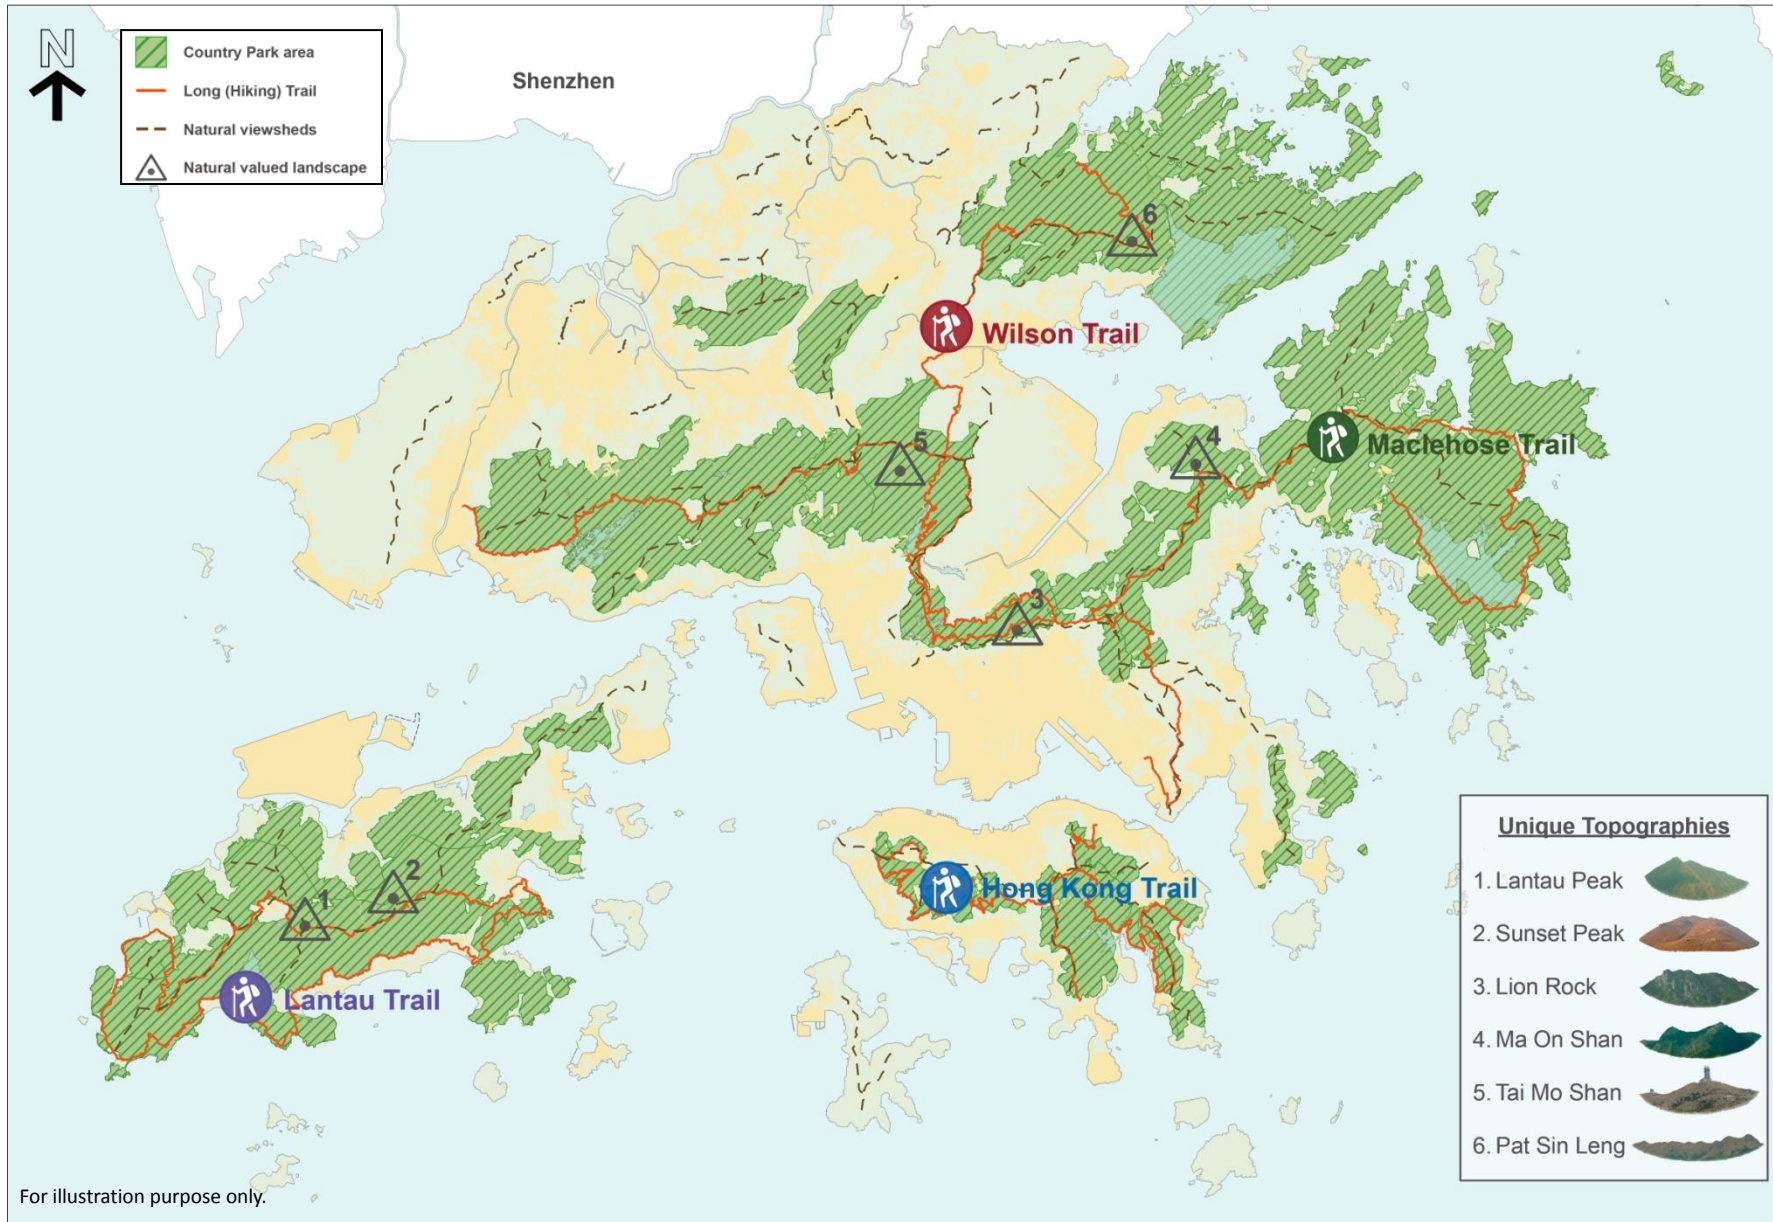 N
Country Park area
Long (Hiking) Trail
Natural viewsheds
Natural valued landscape
Shenzhen
6
Wilson Trail
5
4
Maclehose Trail
3
2
1
Hong Kong Trail
Lantau Trail
Unique Topographies
1. Lantau Peak
2. Sunset Peak
3. Lion Rock
4. Ma On Shan
5. Tai Mo Shan
6. Pat Sin Leng
For illustration purpose only.